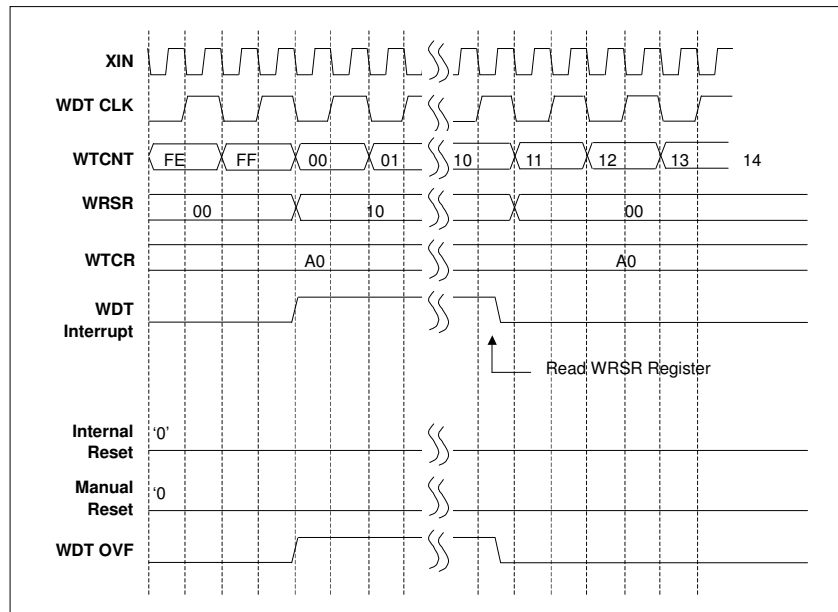 XIN
WDT CLK
WTCNT FE FF 00 01 10 11 12 13 14
WRSR 00 10 00
WTCR A0 A0
WDT
Interrupt
Read WRSR Register
Internal
Reset
'0'
Manual
Reset
'0
WDT OVF